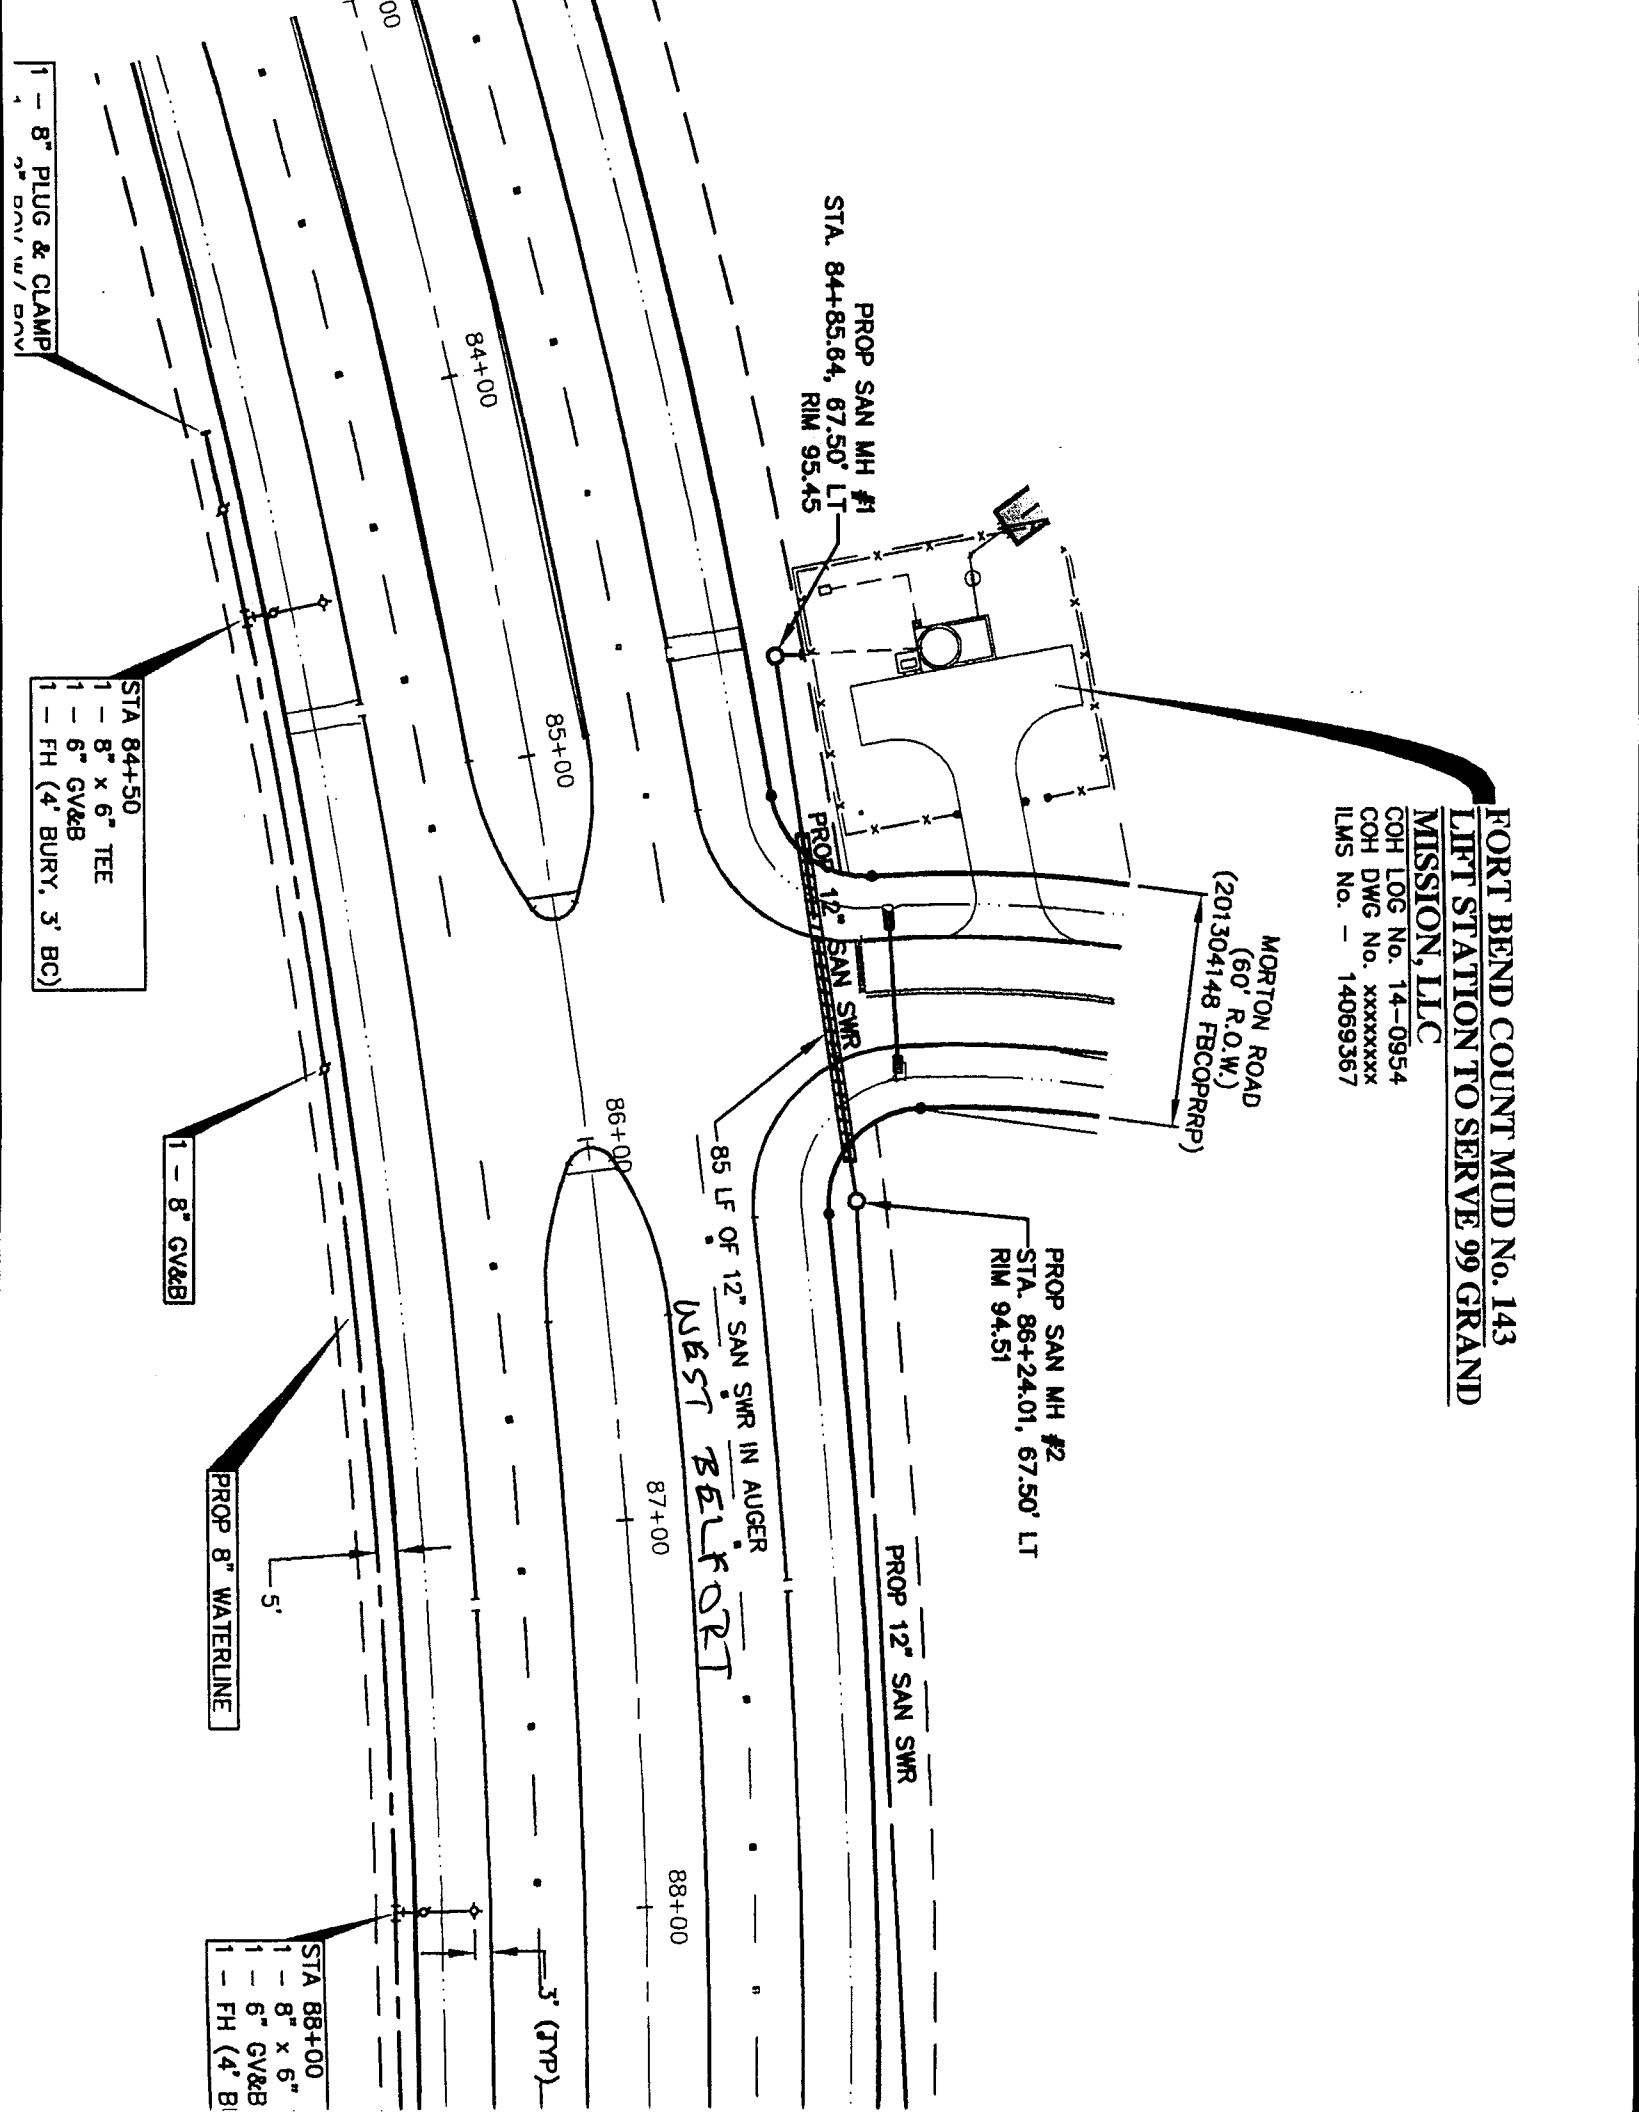 FORT BEND COUNT MUD No. 143
LIFT STATION TO SERVE 99 GRAND
MISSION, LLC
COH LOG No. 14-0954
COH DWG No. xxxxxxx
ILMS No. - 14069367
MORTON ROAD
(60' R.O.W.)
(201304148 FBCOPRRP)
PROP SAN MH #1
STA. 84+85.64, 67.50' LT
RIM 95.45
PROP SAN MH #2
STA. 86+24.01, 67.50' LT
RIM 94.51
PROP 12" SAN SWR
PROP 12" SAN SWR
85 LF OF 12" SAN SWR IN AUGER
WEST BELFORT
00
84+00
85+00
86+00
87+00
88+00
3' (TYP)
5'
1 - 8" PLUG & CLAMP
STA 84+50
1 - 8" x 6" TEE
1 - 6" GV&B
1 - FH (4' BURY, 3' BC)
1 - 8" GV&B
PROP 8" WATERLINE
STA 88+00
1 - 8" x 6"
1 - 6" GV&B
1 - FH (4'